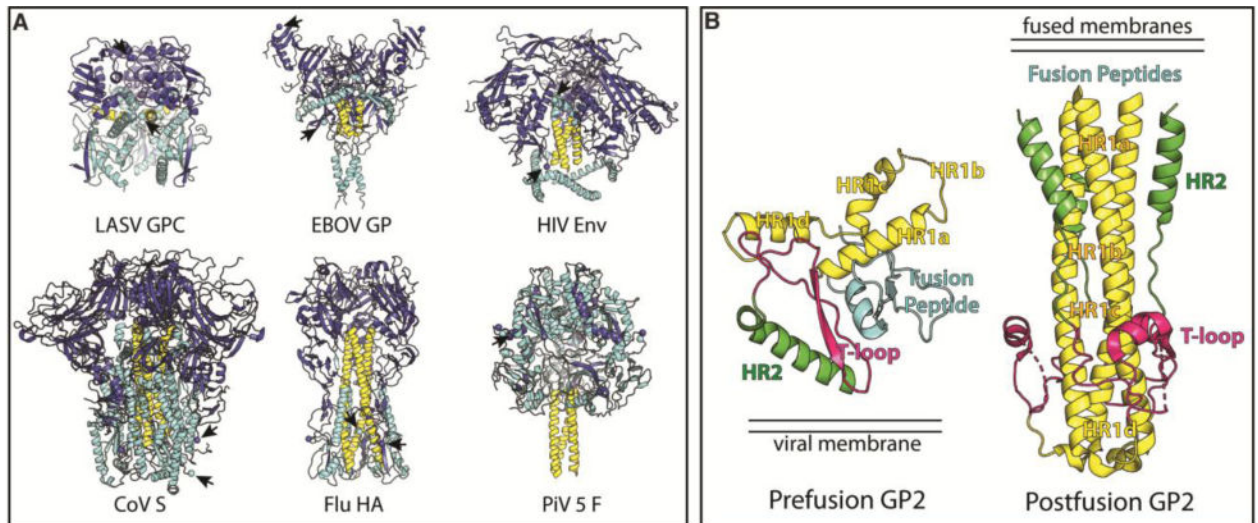 A
LASV GPC
EBOV GP
HIV Env
CoV S
Flu HA
PiV 5 F
B
HR1c
HR1b
HR1d
HR1a
Fusion
Peptide
T-loop
HR2
viral membrane
Prefusion GP2
fused membranes
Fusion Peptides
HR1a
HR2
HR1b
HR1c
T-loop
HR1d
Postfusion GP2